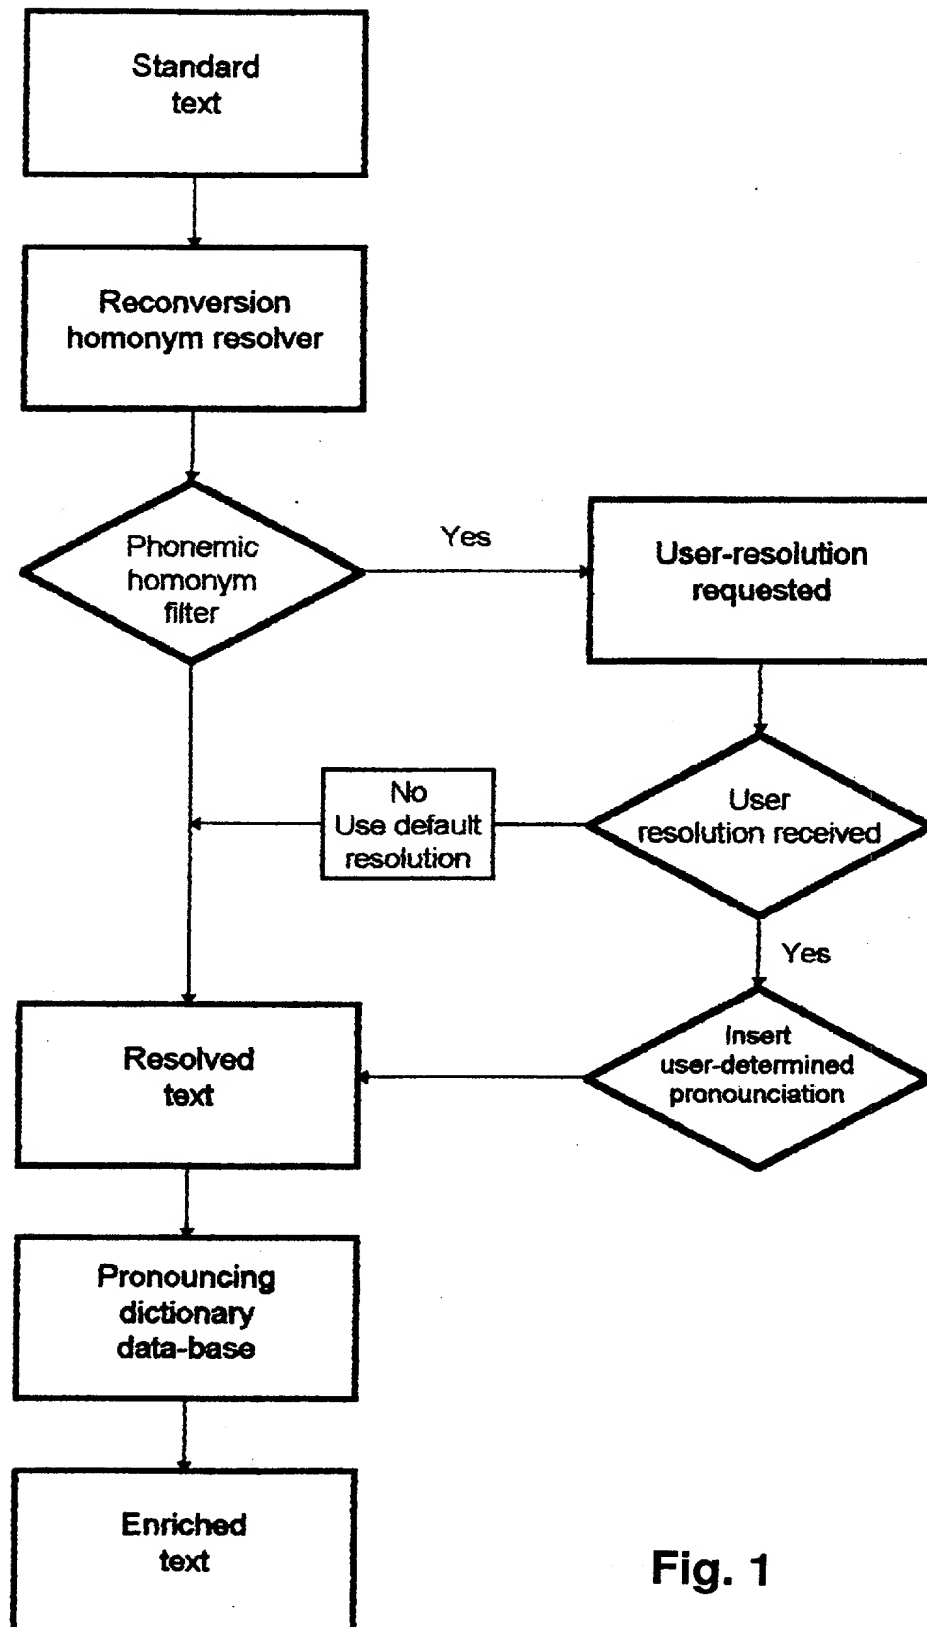 Standard
text
Reconversion
homonym resolver
Phonemic
homonym
filter
Yes
User-resolution
requested
User
resolution received
No
Use default
resolution
Yes
Insert
user-determined
pronounciation
Resolved
text
Pronouncing
dictionary
data-base
Enriched
text
Fig. 1